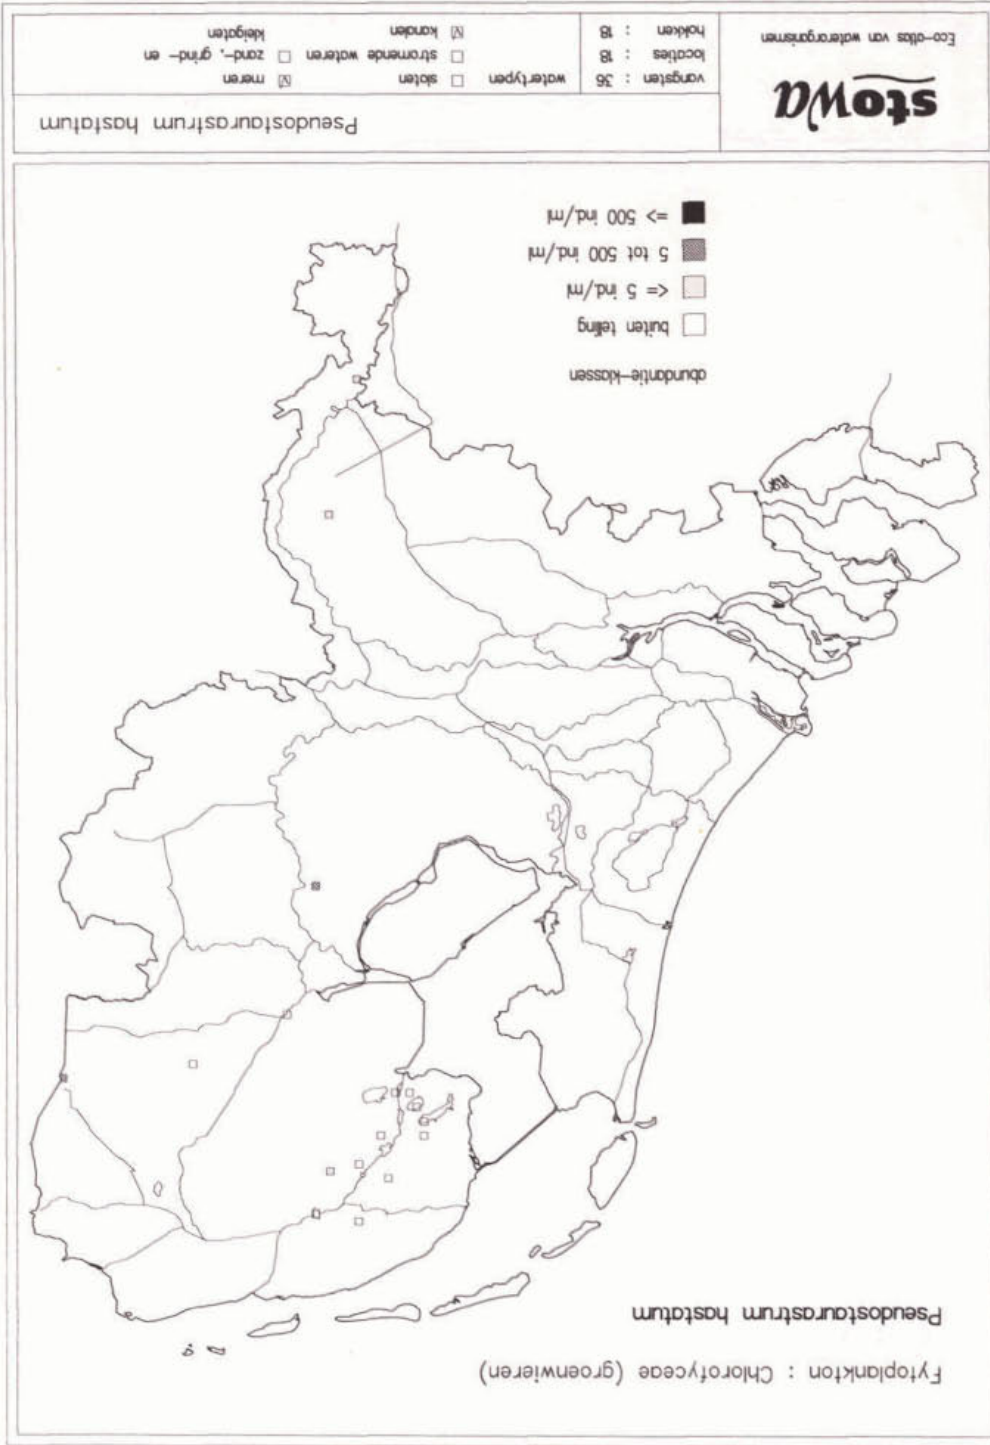 Fytoplankton : Chlorofyceae (groenwieren)
Pseudostaurastrum hastatum
abundantie-klassen
buiten telling
<= 5 ind./ml
5 tot 500 ind./ml
=> 500 ind./ml
stowa
Eco-atlas van waterorganismen
Pseudostaurastrum hastatum
vangsten : 36 watertypen sloten meren
locaties : 18 stromende wateren zand-, grind- en
hokken : 18 kanalen kleigaten